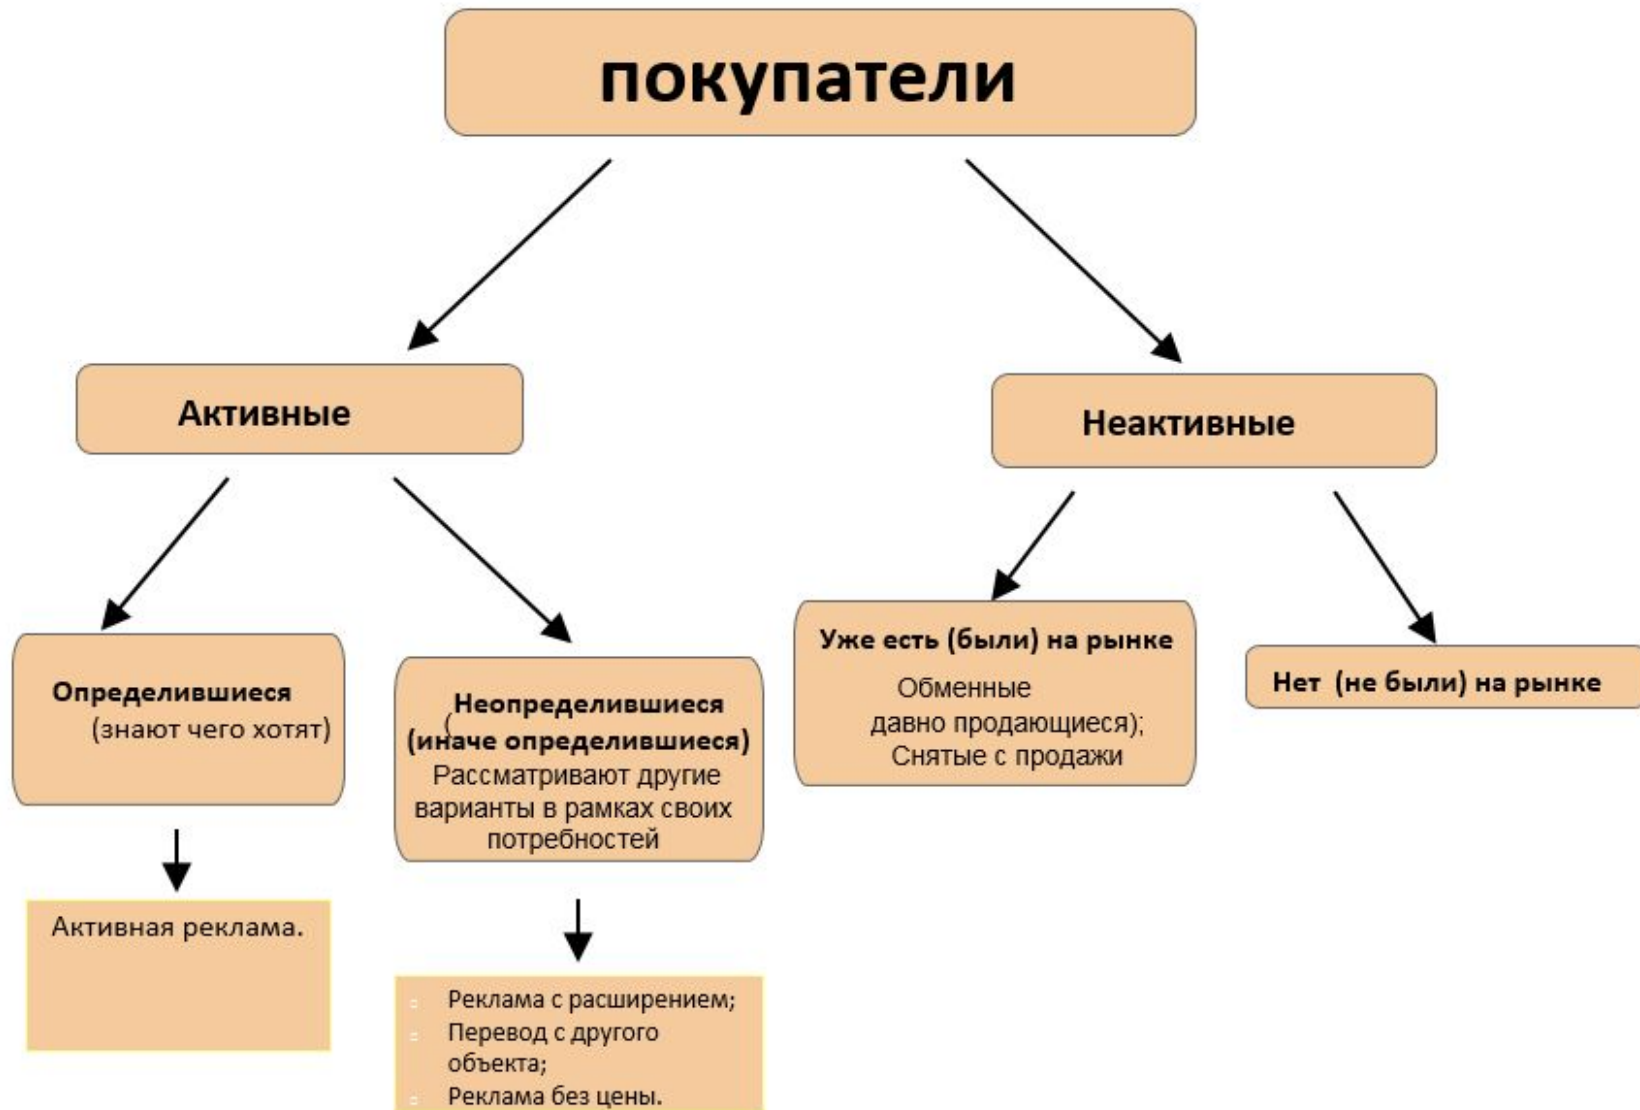 покупатели
Активные
Неактивные
Определившиеся
(знают чего хотят)
Неопределившиеся
(
(иначе определившиеся)
Рассматривают другие
варианты в рамках своих
потребностей
Уже есть (были) на рынке
Обменные
давно продающиеся);
Снятые с продажи
Нет (не были) на рынке
Активная реклама.
Реклама с расширением;
Перевод с другого
объекта;
Реклама без цены.